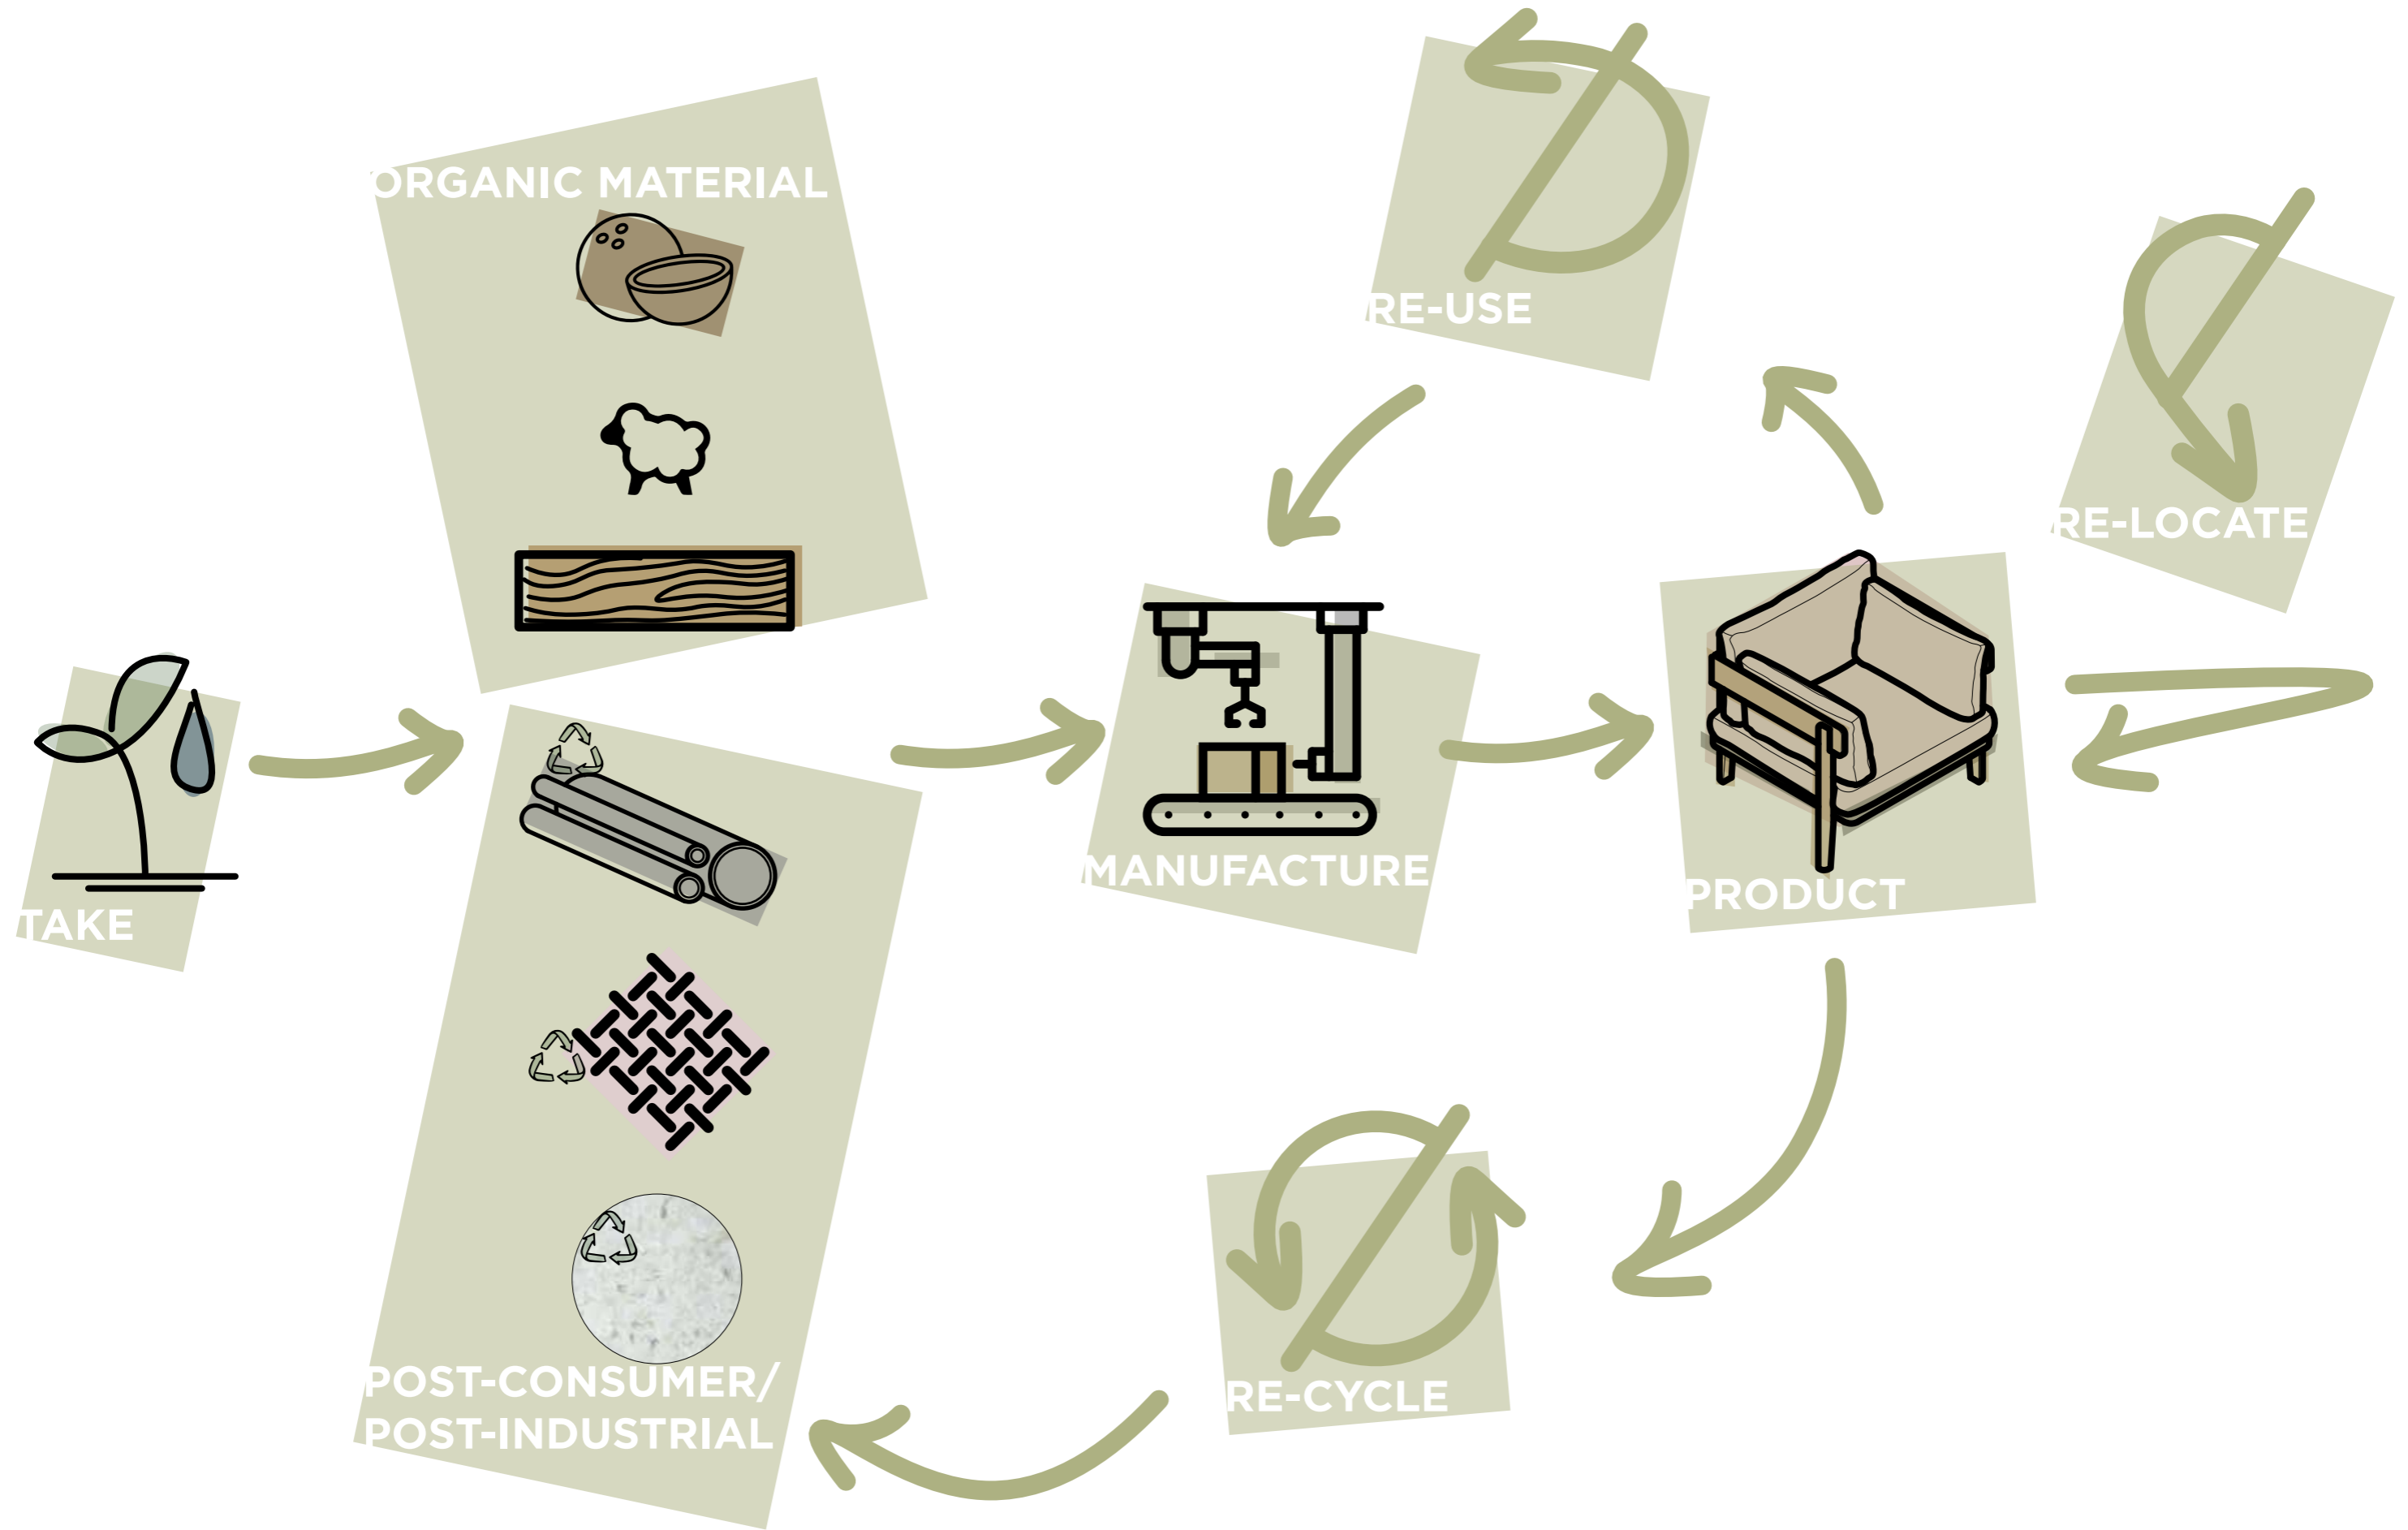 ORGANIC MATERIAL
RE-USE
RE-LOCATE
MANUFACTURE
PRODUCT
TAKE
POST-CONSUMER/
POST-INDUSTRIAL
RE-CYCLE